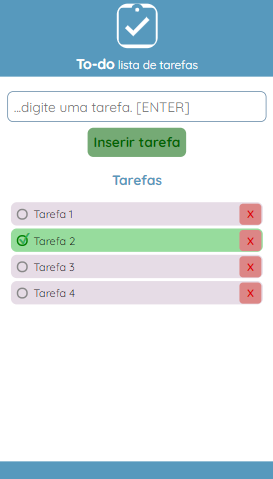 To-do lista de tarefas
...digite uma tarefa. [ENTER]
Inserir tarefa
Tarefas
Tarefa 1 X
Tarefa 2 X
Tarefa 3 X
Tarefa 4 X